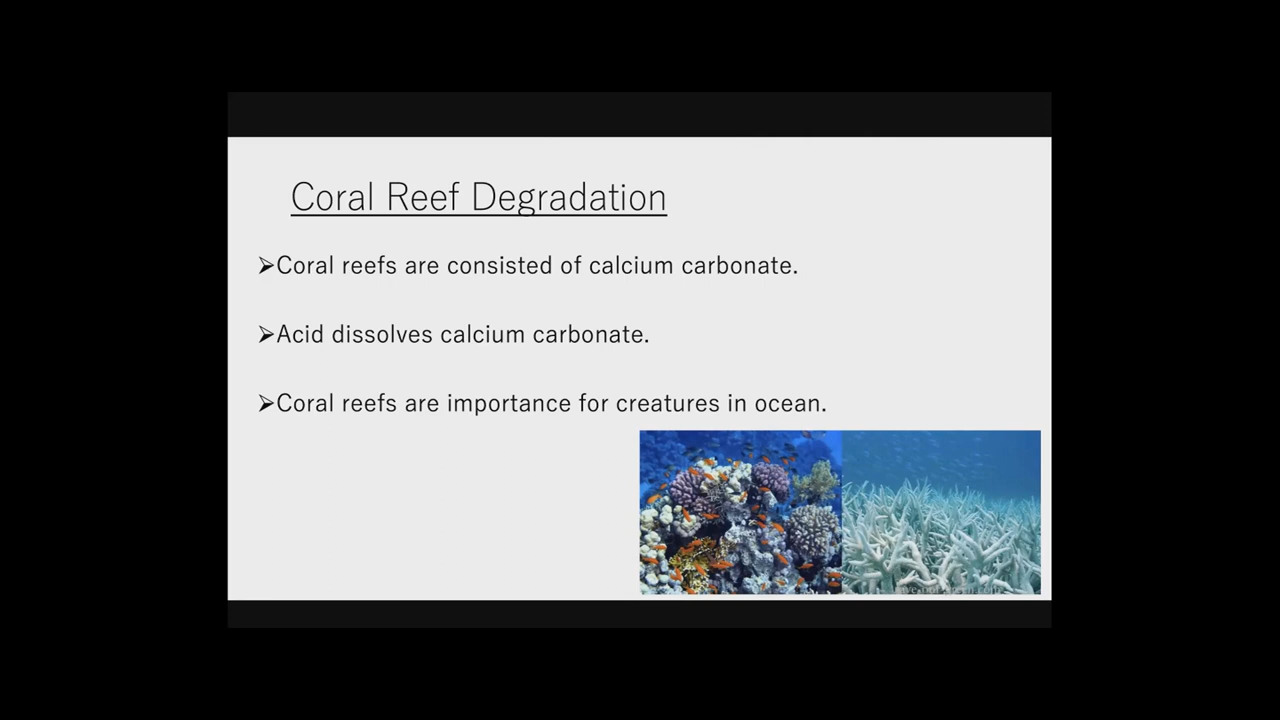 Coral Reef Degradation
➢Coral reefs are consisted of calcium carbonate.
➢Acid dissolves calcium carbonate.
➢Coral reefs are importance for creatures in ocean.